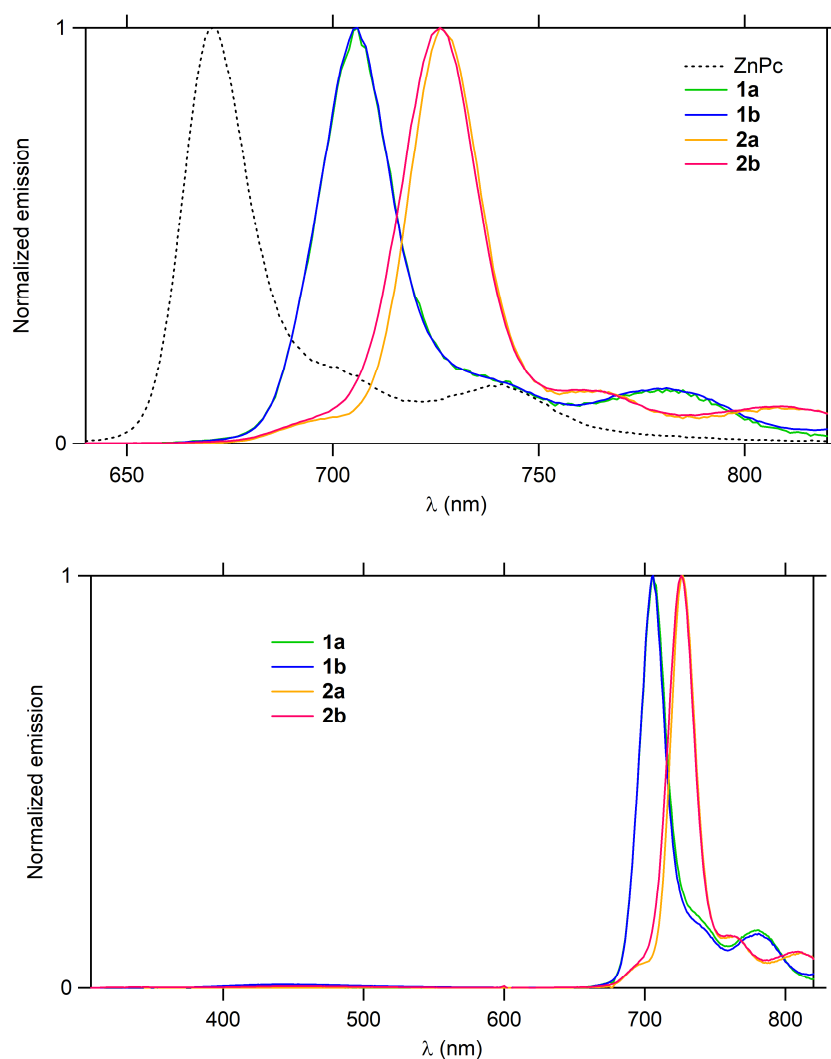 1
Normalized emission
ZnPc
1a
1b
2a
2b
0
650 700 750 800
λ (nm)
1
Normalized emission
1a
1b
2a
2b
0
400 500 600 700 800
λ (nm)